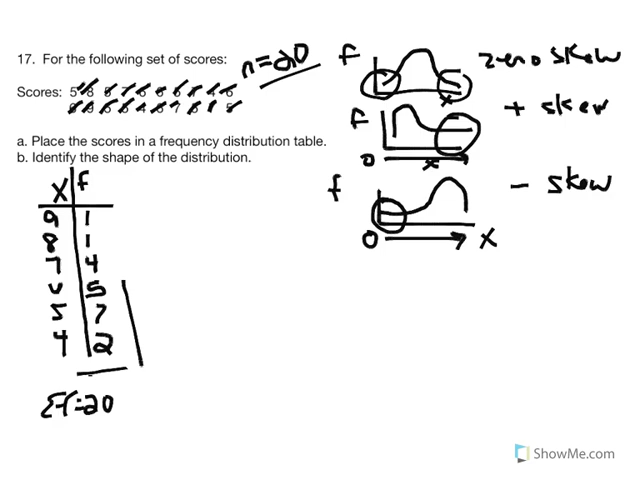 17. For the following set of scores:
n=20
Scores:
a. Place the scores in a frequency distribution table.
b. Identify the shape of the distribution.
X f
9 1
8 1
7 4
6 5
5 7
4 2
Σf=20
f
x
zero skew
f
0
x
+ skew
f
0
X
- skew
ShowMe.com